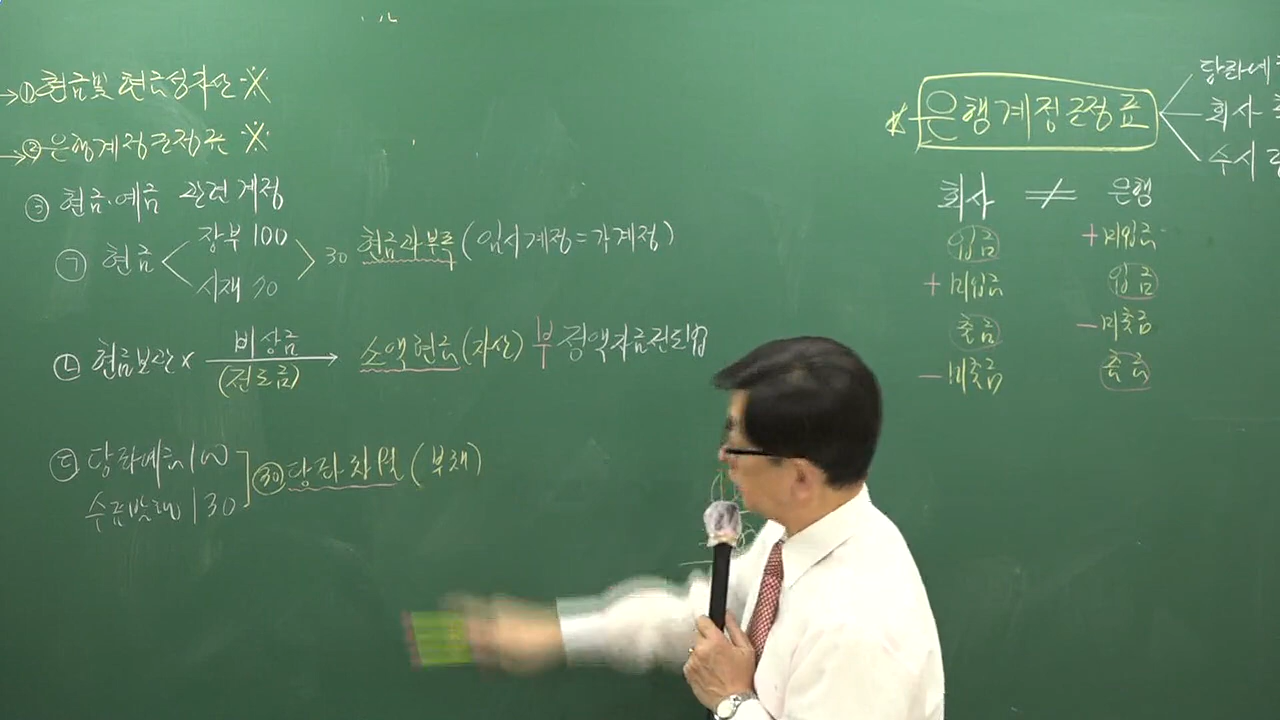 →① 현금및 현금성자산 ※
→② 은행계정조정표 ※
③ 현금·예금 관련 계정
㉠ 현금 < 장부 100
시재 70 > 30 현금과부족 (임시계정=가계정)
㉡ 현금보관× 비상금 (전도금) → 소액현금(자산) 부 정액자금전도법
㉢ 당좌예금 100
수표발행 130 ㉚ 당좌차월 (부채)
* 은행계정조정표
당좌예
회사
수시
회사 ≠ 은행
입금 +미입금
+미입금 입금
출금 -미출금
-미출금 출금